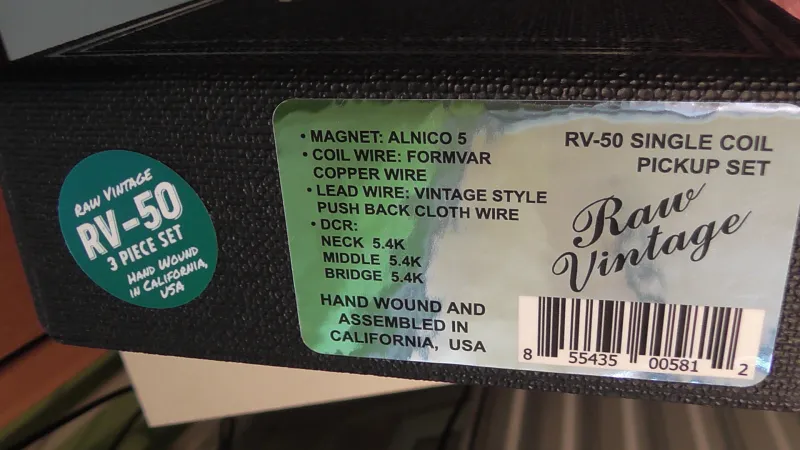 RAW VINTAGE
RV-50
3 PIECE SET
HAND WOUND
IN CALIFORNIA,
USA
• MAGNET: ALNICO 5
• COIL WIRE: FORMVAR
COPPER WIRE
• LEAD WIRE: VINTAGE STYLE
PUSH BACK CLOTH WIRE
• DCR:
NECK 5.4K
MIDDLE 5.4K
BRIDGE 5.4K
HAND WOUND AND
ASSEMBLED IN
CALIFORNIA, USA
RV-50 SINGLE COIL
PICKUP SET
Raw
Vintage
8 55435 00581 2